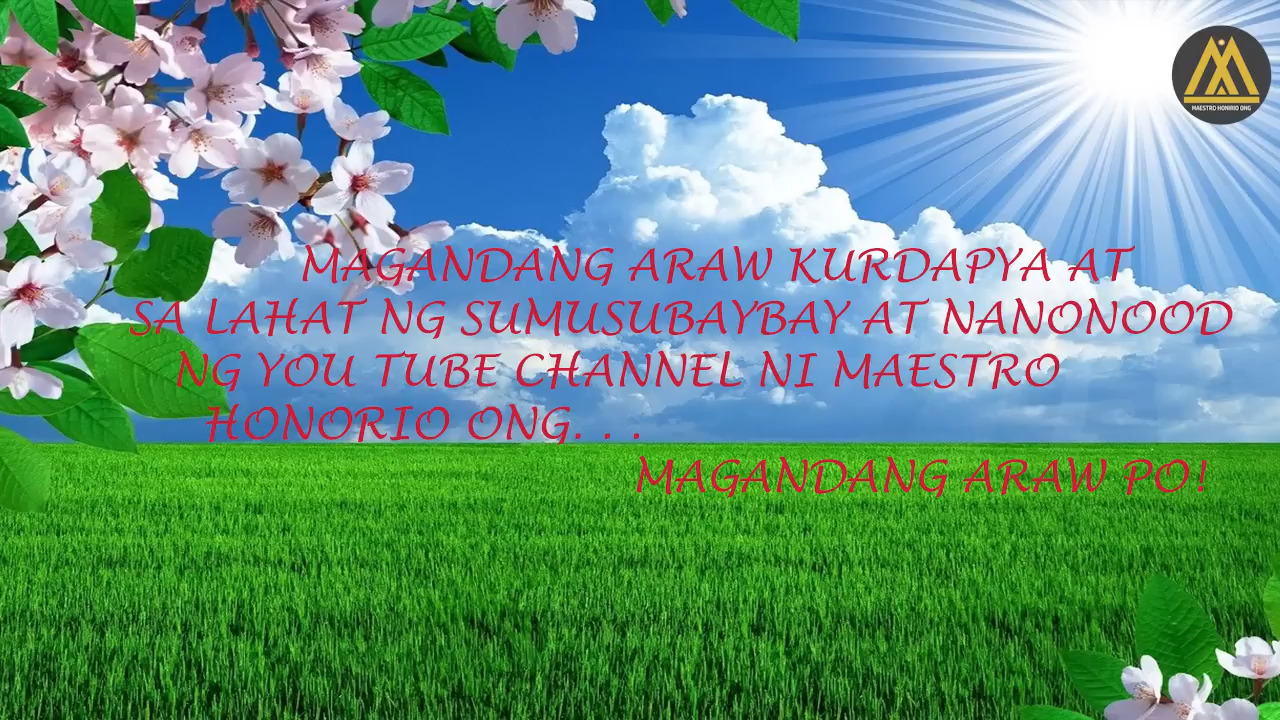 MAESTRO HONIRIO ONG
MAGANDANG ARAW KURDAPYA AT
SA LAHAT NG SUMUSUBAYBAY AT NANONOOD
NG YOU TUBE CHANNEL NI MAESTRO
HONORIO ONG. . .
MAGANDANG ARAW PO!